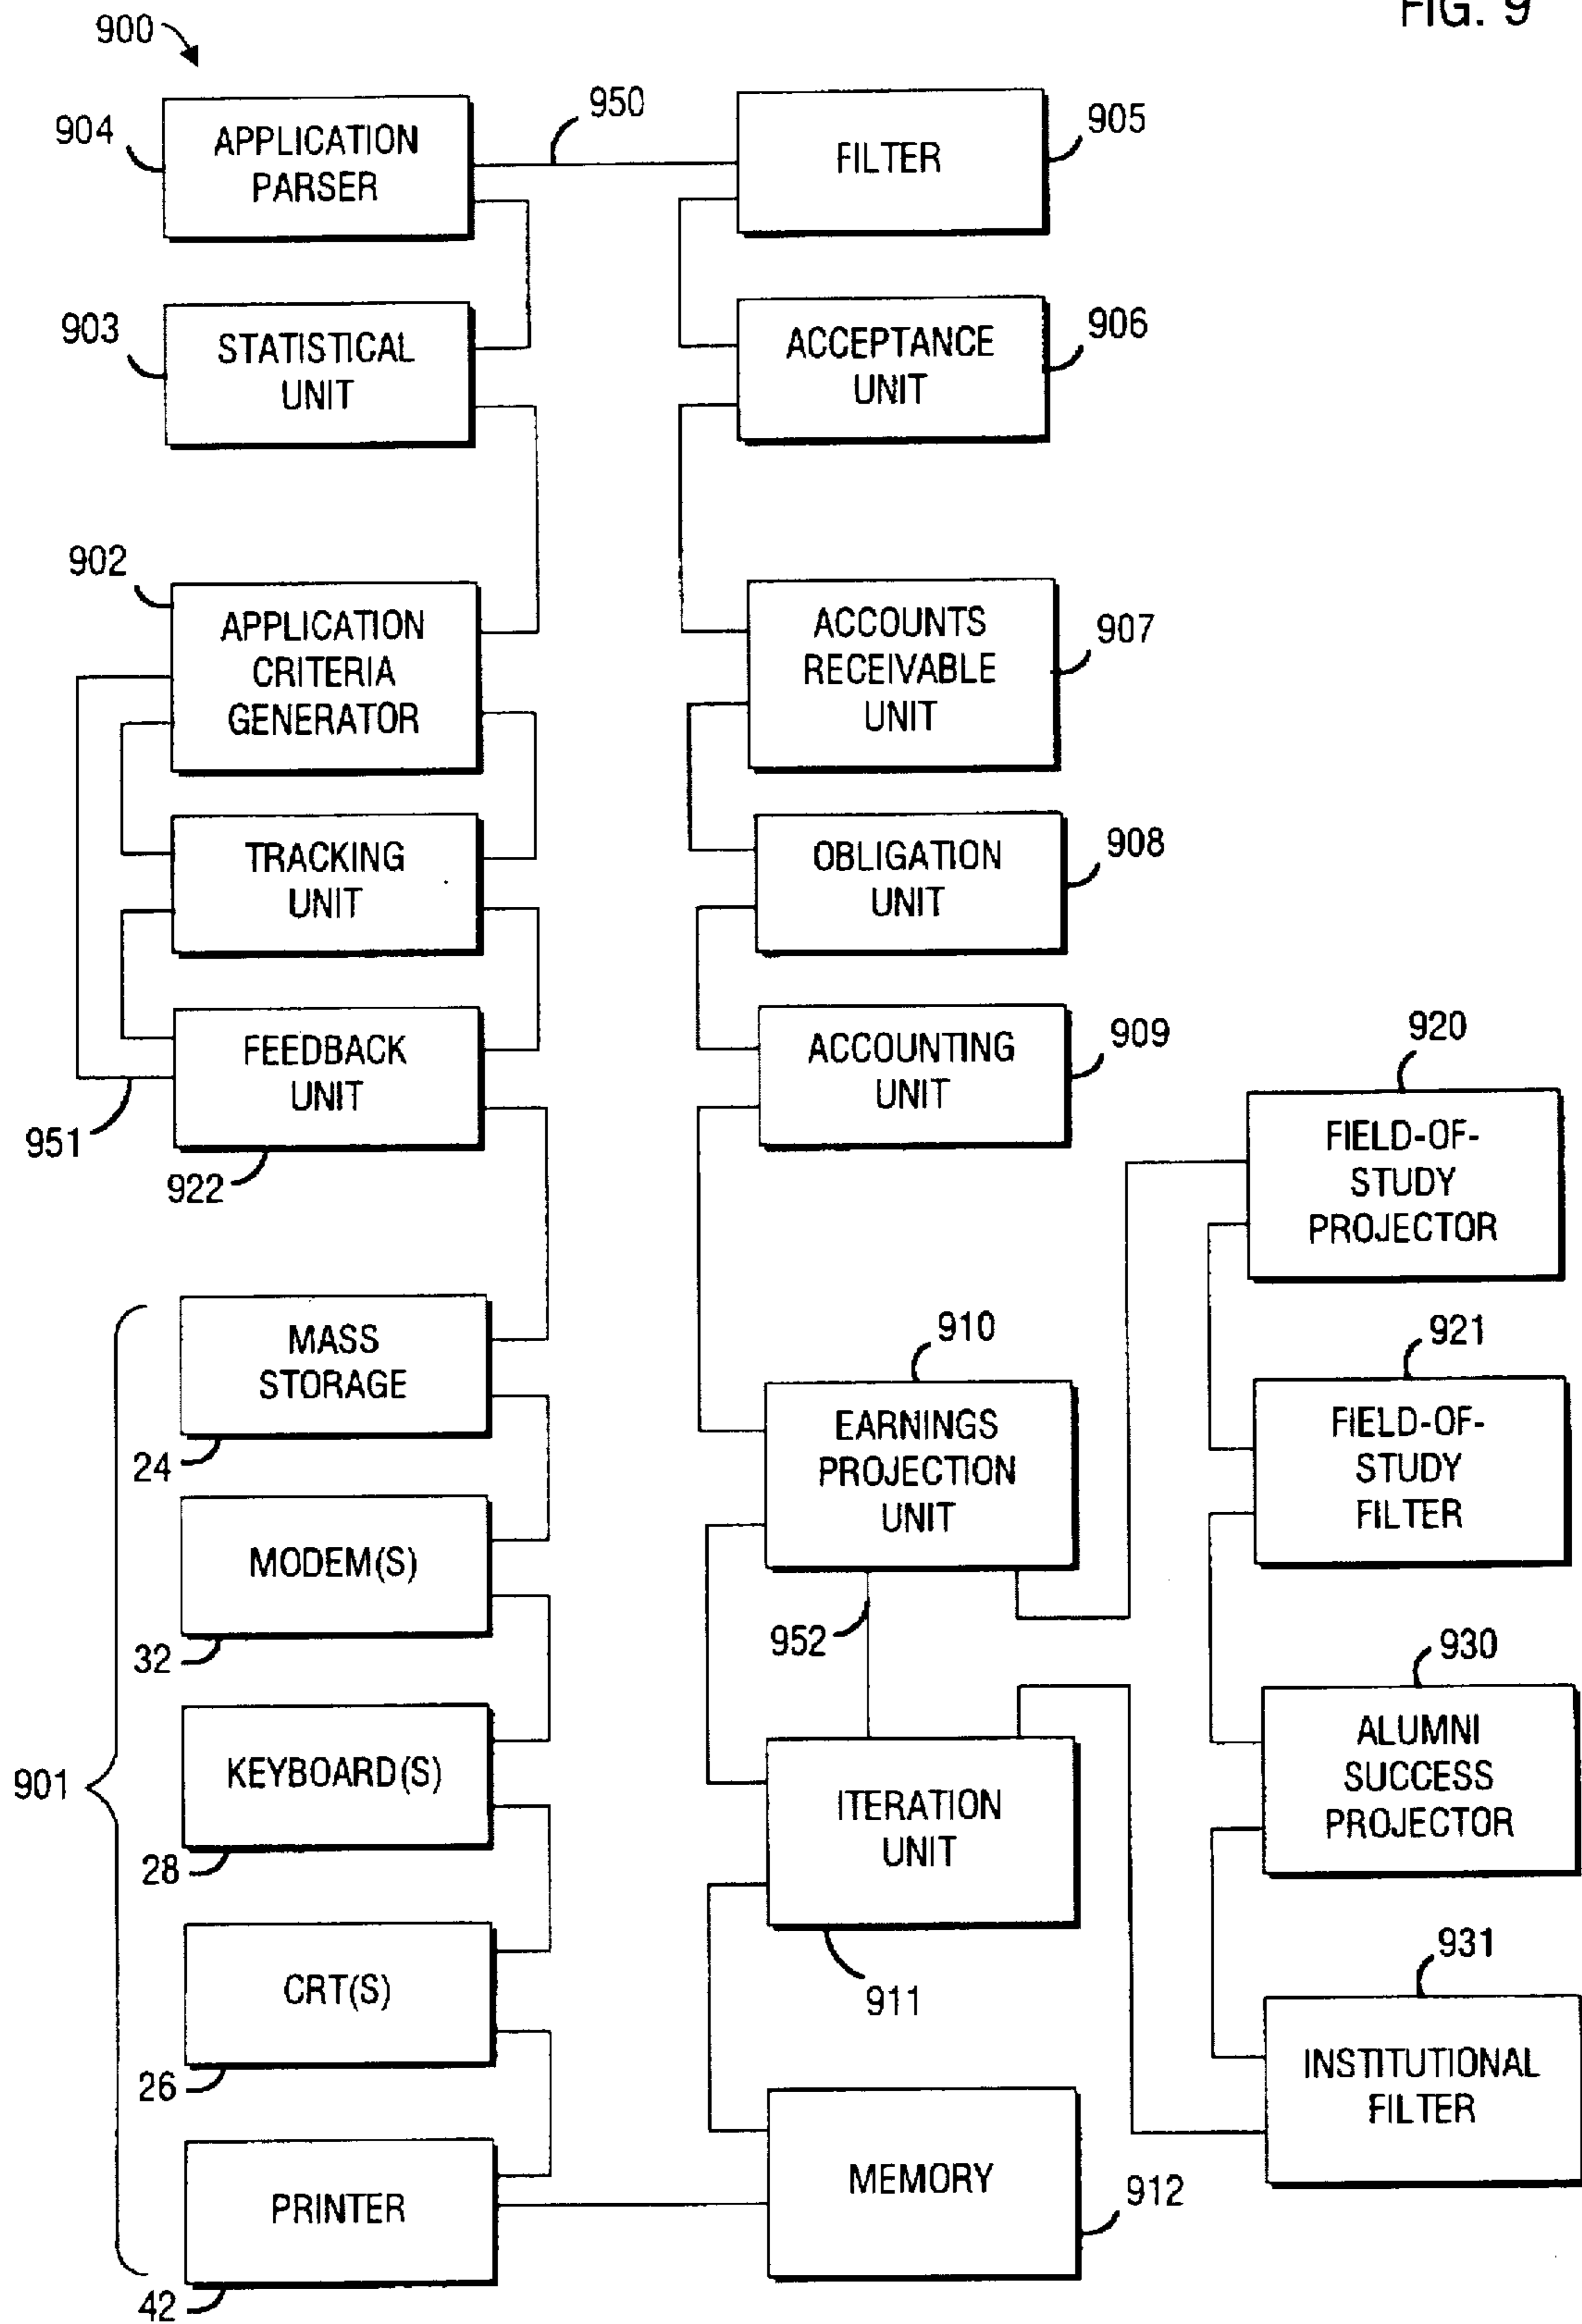 FIG. 9
900
950
904
APPLICATION
PARSER
FILTER
905
903
STATISTICAL
UNIT
ACCEPTANCE
UNIT
906
902
APPLICATION
CRITERIA
GENERATOR
ACCOUNTS
RECEIVABLE
UNIT
907
TRACKING
UNIT
OBLIGATION
UNIT
908
FEEDBACK
UNIT
951
922
ACCOUNTING
UNIT
909
920
FIELD-OF-
STUDY
PROJECTOR
901
MASS
STORAGE
24
910
EARNINGS
PROJECTION
UNIT
921
FIELD-OF-
STUDY
FILTER
MODEM(S)
32
952
930
ALUMNI
SUCCESS
PROJECTOR
KEYBOARD(S)
28
ITERATION
UNIT
911
931
INSTITUTIONAL
FILTER
CRT(S)
26
MEMORY
912
PRINTER
42